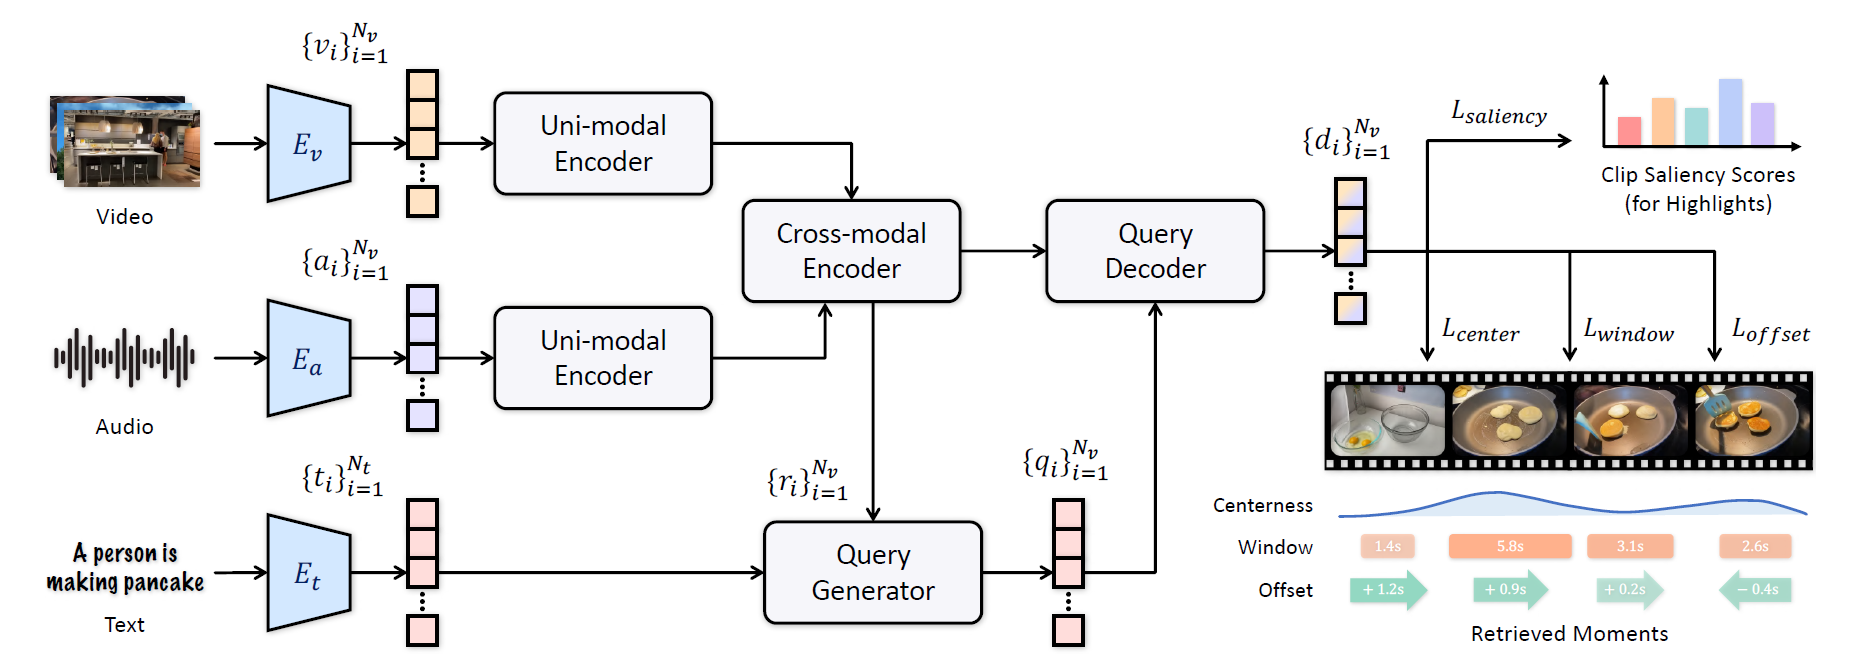 {v_i}_{i=1}^{N_v}
E_v
Uni-modal
Encoder
Video
{a_i}_{i=1}^{N_v}
E_a
Uni-modal
Encoder
Audio
{t_i}_{i=1}^{N_t}
E_t
A person is
making pancake
Text
Cross-modal
Encoder
{r_i}_{i=1}^{N_v}
Query
Generator
{q_i}_{i=1}^{N_v}
Query
Decoder
{d_i}_{i=1}^{N_v}
L_{saliency}
Clip Saliency Scores
(for Highlights)
L_{center}
L_{window}
L_{offset}
Centerness
Window
1.4s
5.8s
3.1s
2.6s
Offset
+ 1.2s
+ 0.9s
+ 0.2s
− 0.4s
Retrieved Moments